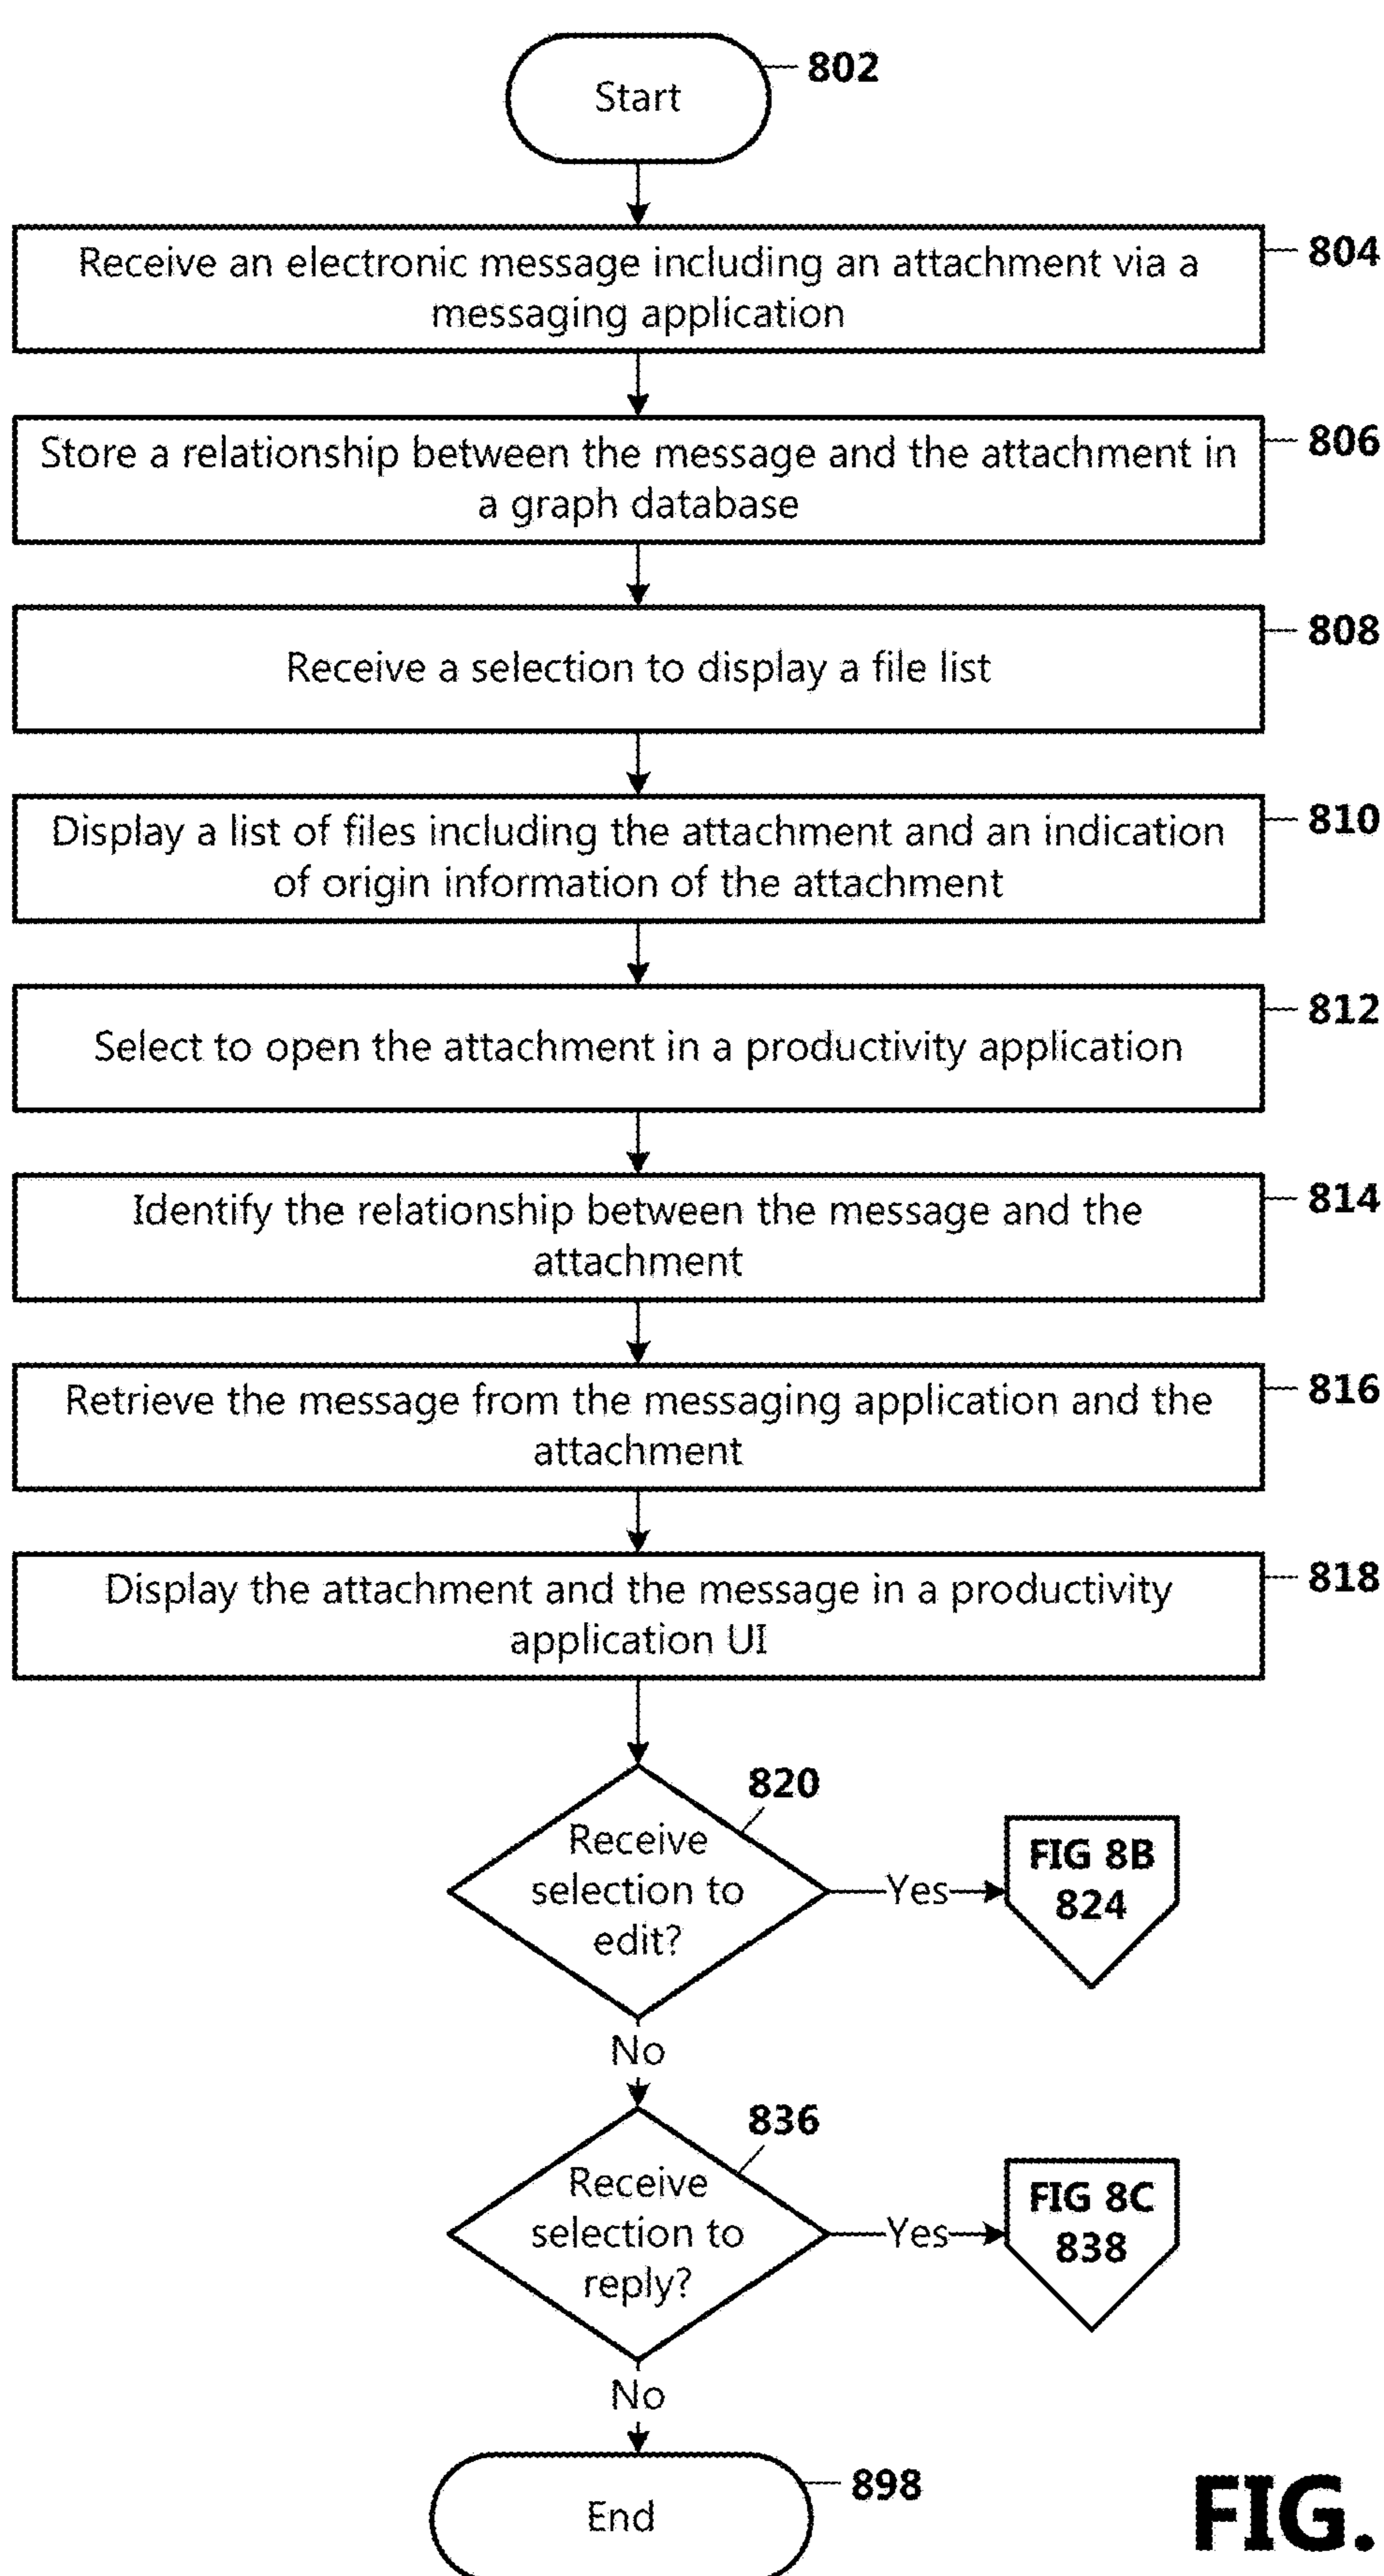 Start
802
Receive an electronic message including an attachment via a
messaging application
804
Store a relationship between the message and the attachment in
a graph database
806
Receive a selection to display a file list
808
Display a list of files including the attachment and an indication
of origin information of the attachment
810
Select to open the attachment in a productivity application
812
Identify the relationship between the message and the
attachment
814
Retrieve the message from the messaging application and the
attachment
816
Display the attachment and the message in a productivity
application UI
818
820
Receive
selection to
edit?
Yes
FIG 8B
824
No
836
Receive
selection to
reply?
Yes
FIG 8C
838
No
End
898
FIG.